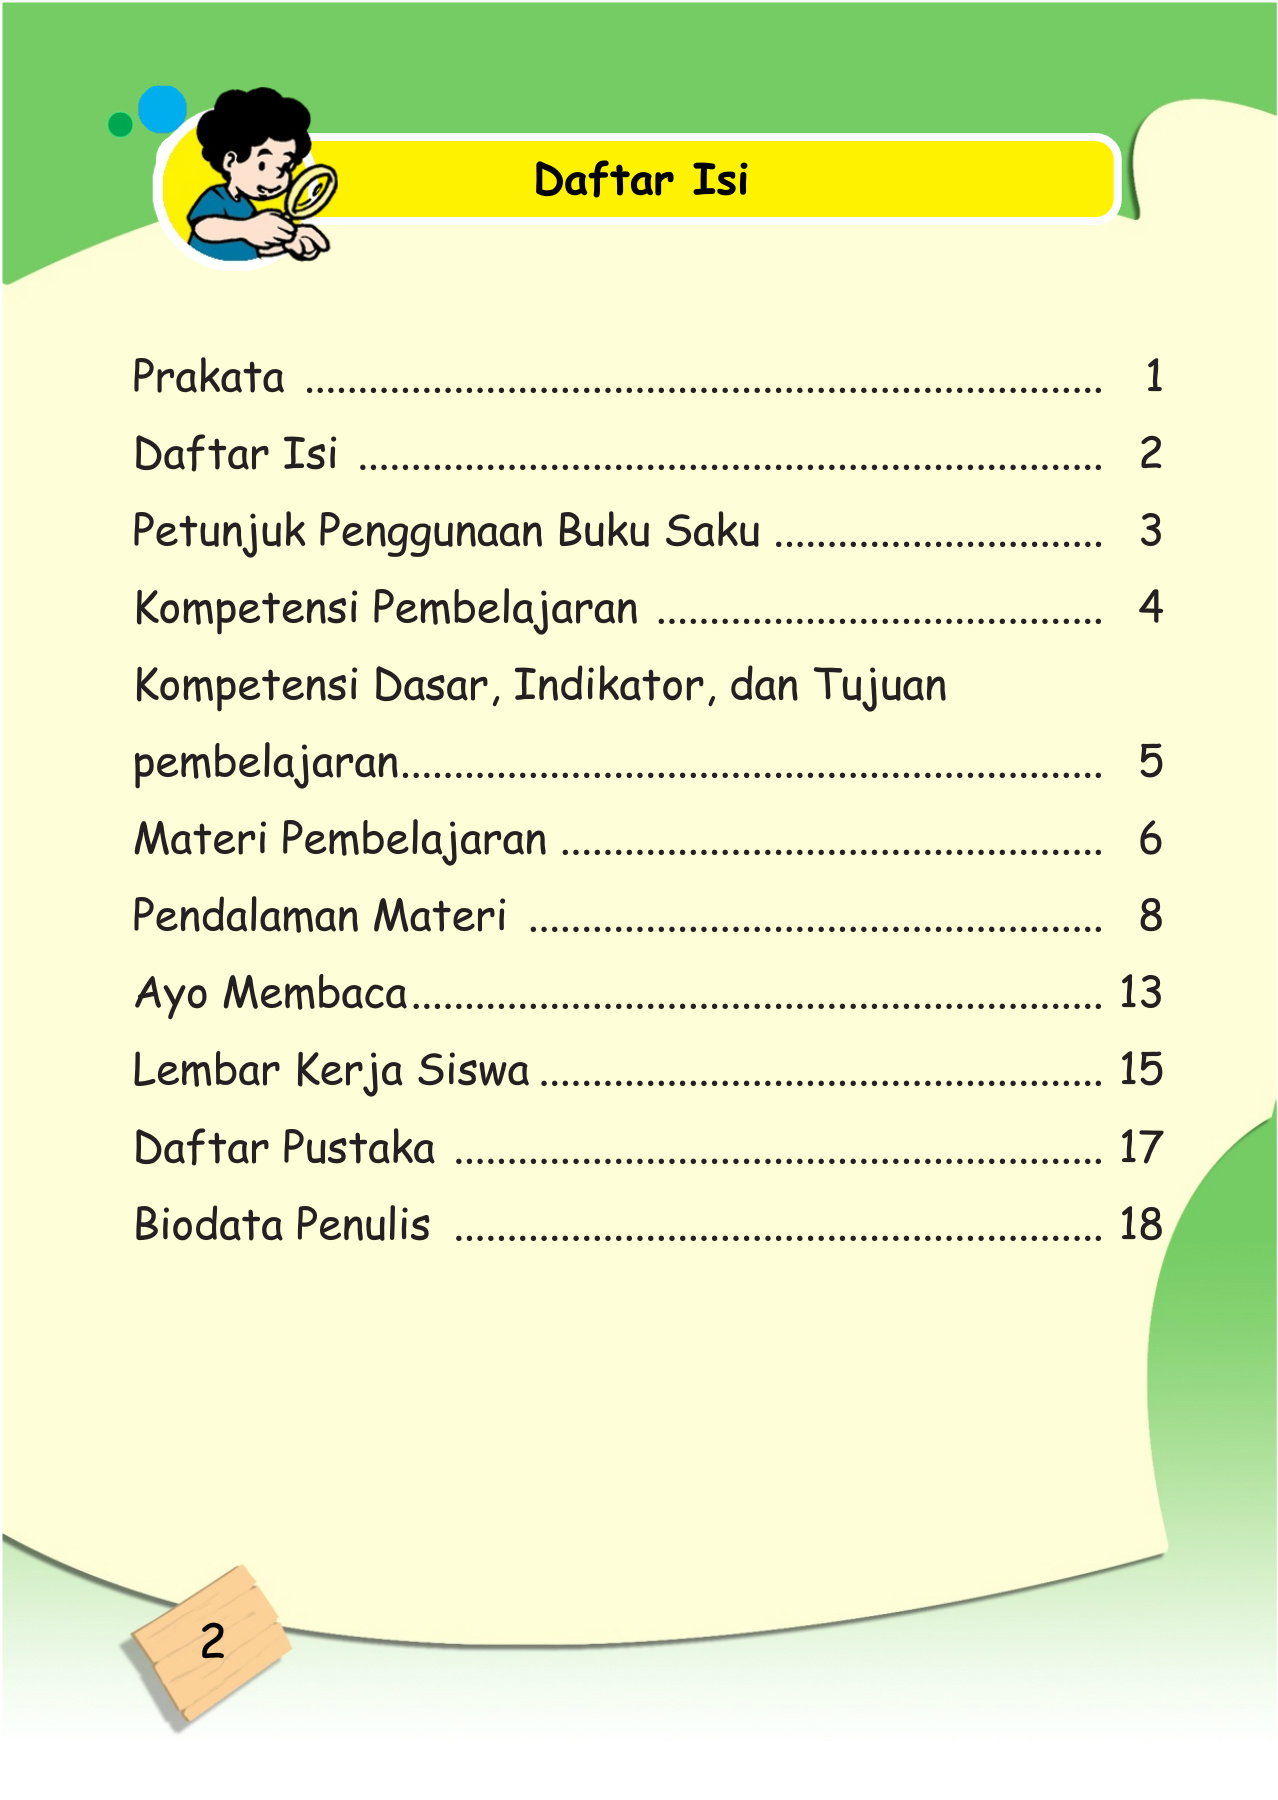 Daftar Isi
Prakata ........................................................................... 1
Daftar Isi ...................................................................... 2
Petunjuk Penggunaan Buku Saku ............................... 3
Kompetensi Pembelajaran .......................................... 4
Kompetensi Dasar, Indikator, dan Tujuan
pembelajaran.................................................................. 5
Materi Pembelajaran ................................................... 6
Pendalaman Materi ...................................................... 8
Ayo Membaca................................................................. 13
Lembar Kerja Siswa ..................................................... 15
Daftar Pustaka ............................................................. 17
Biodata Penulis ............................................................. 18
2